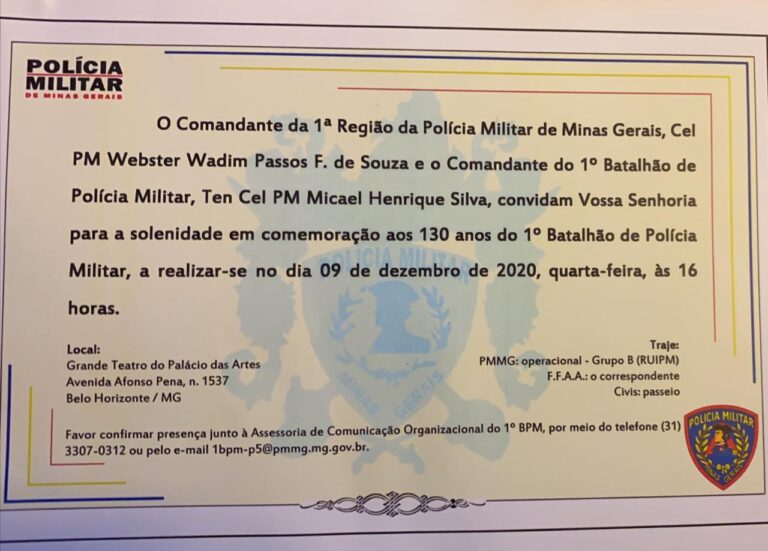 POLÍCIA
MILITAR
DE MINAS GERAIS
O Comandante da 1ª Região da Polícia Militar de Minas Gerais, Cel
PM Webster Wadim Passos F. de Souza e o Comandante do 1º Batalhão de
Polícia Militar, Ten Cel PM Micael Henrique Silva, convidam Vossa Senhoria
para a solenidade em comemoração aos 130 anos do 1º Batalhão de Polícia
Militar, a realizar-se no dia 09 de dezembro de 2020, quarta-feira, às 16
horas.
POLÍCIA MILITAR
MINAS GERAIS
Local:
Grande Teatro do Palácio das Artes
Avenida Afonso Pena, n. 1537
Belo Horizonte / MG
Traje:
PMMG: operacional - Grupo B (RUIPM)
F.F.A.A.: o correspondente
Civis: passeio
Favor confirmar presença junto à Assessoria de Comunicação Organizacional do 1º BPM, por meio do telefone (31)
3307-0312 ou pelo e-mail 1bpm-p5@pmmg.mg.gov.br.
POLÍCIA MILITAR
MINAS GERAIS